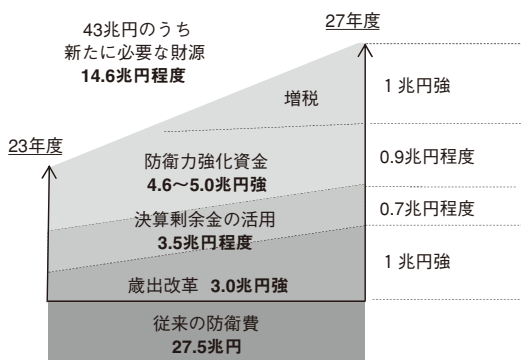 43兆円のうち
新たに必要な財源
14.6兆円程度
27年度
23年度
増税
1兆円強
防衛力強化資金
4.6～5.0兆円強
0.9兆円程度
決算剰余金の活用
3.5兆円程度
0.7兆円程度
歳出改革 3.0兆円強
1兆円強
従来の防衛費
27.5兆円